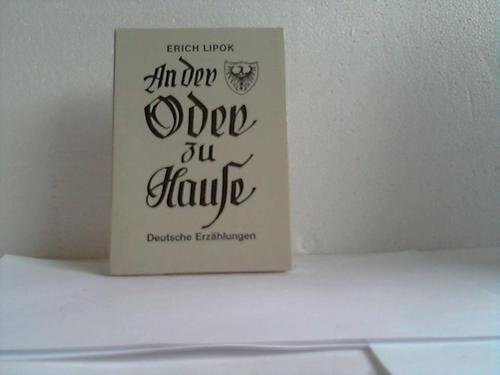 ERICH LIPOK
An der
Oder
zu
Hauſe
Deutsche Erzählungen